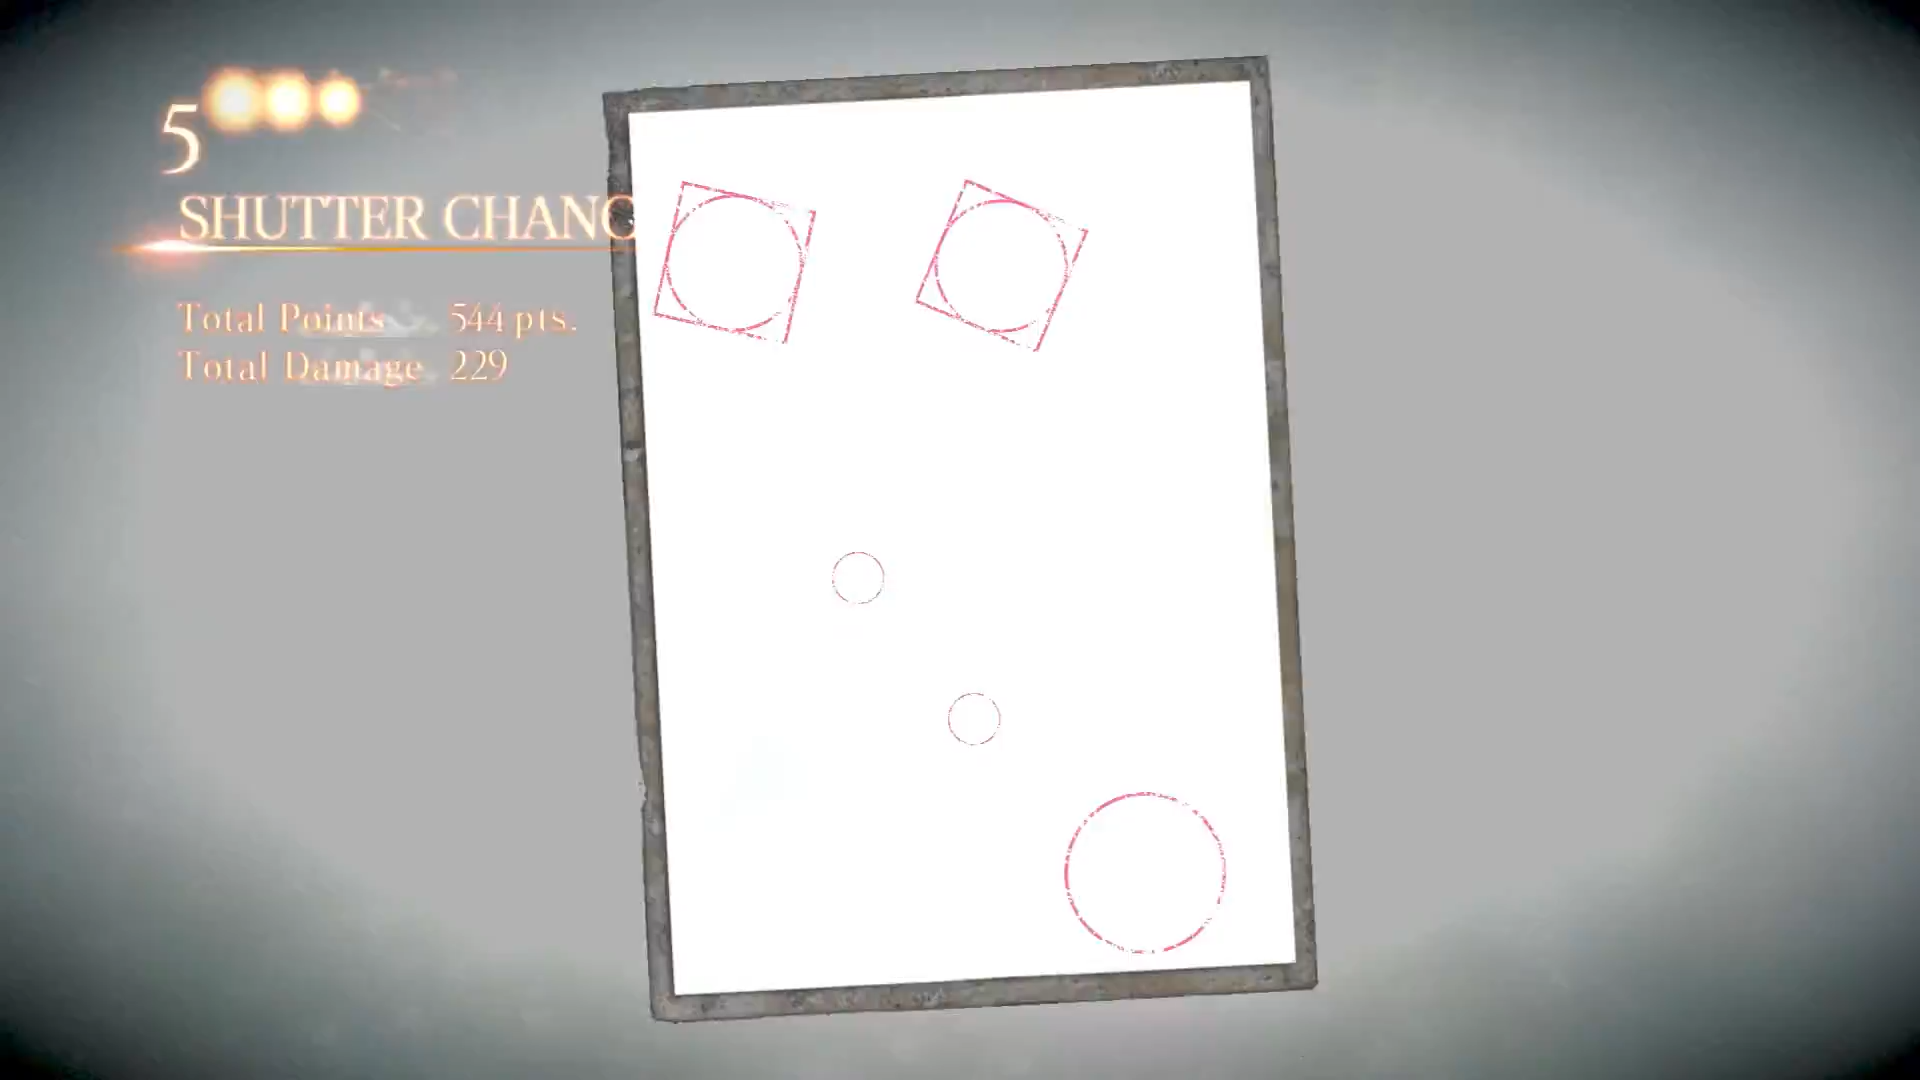 5
SHUTTER CHANC
Total Points 544 pts.
Total Damage 229